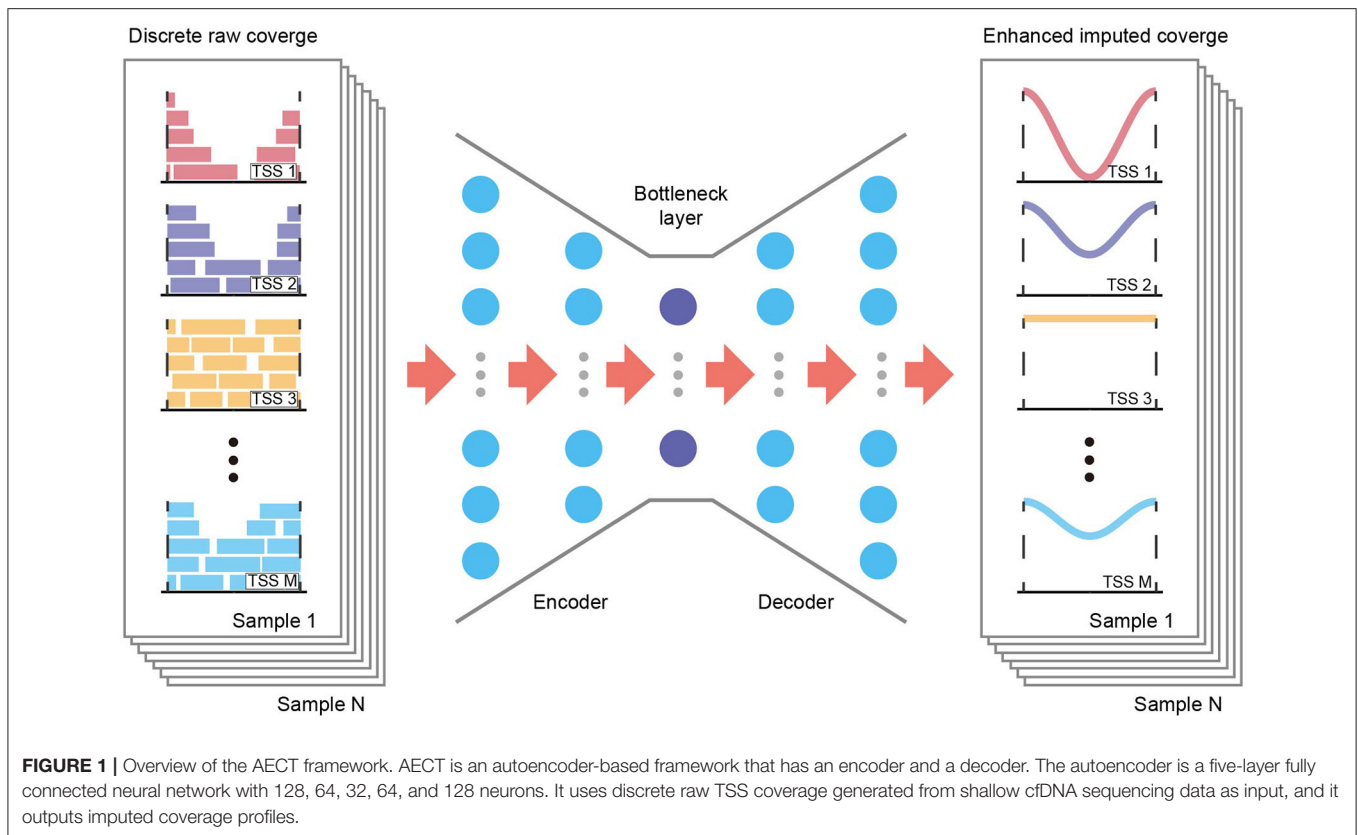 Discrete raw coverge
TSS 1
TSS 2
TSS 3
TSS M
Sample 1
Sample N
Bottleneck
layer
Encoder
Decoder
Enhanced imputed coverge
TSS 1
TSS 2
TSS 3
TSS M
Sample 1
Sample N
FIGURE 1 | Overview of the AECT framework. AECT is an autoencoder-based framework that has an encoder and a decoder. The autoencoder is a five-layer fully
connected neural network with 128, 64, 32, 64, and 128 neurons. It uses discrete raw TSS coverage generated from shallow cfDNA sequencing data as input, and it
outputs imputed coverage profiles.